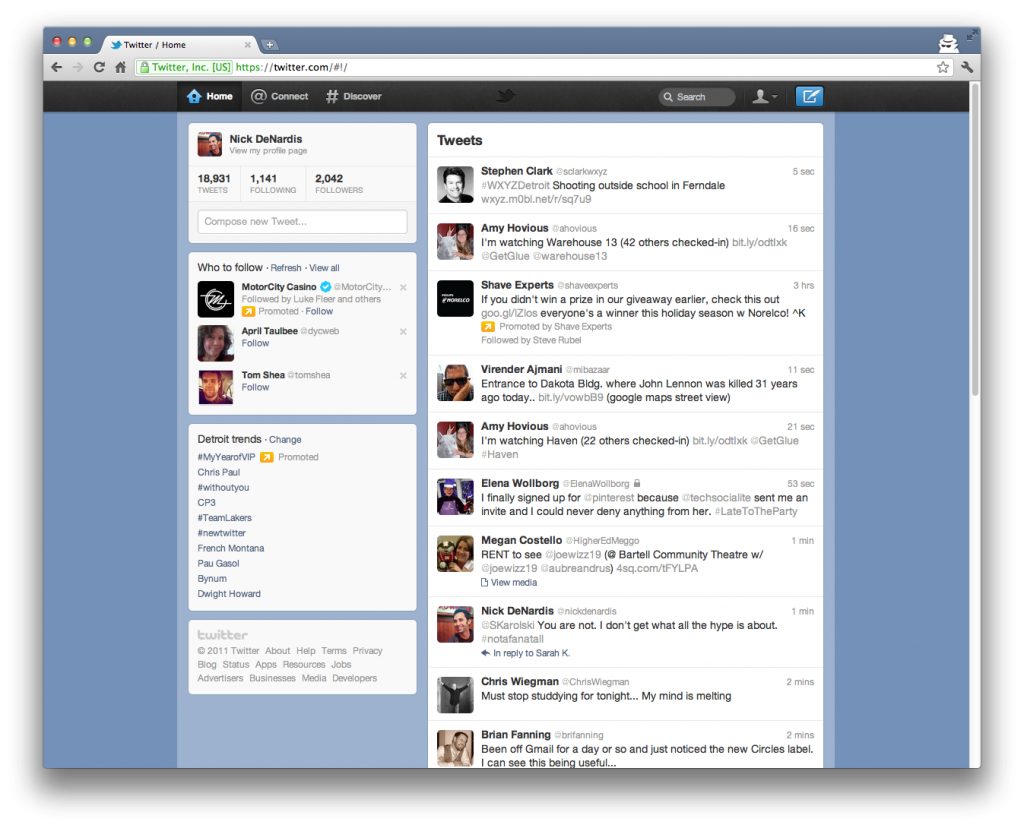 Twitter / Home
Twitter, Inc. [US] https://twitter.com/#!/
Home @ Connect # Discover Search
Nick DeNardis
View my profile page
18,931 1,141 2,042
TWEETS FOLLOWING FOLLOWERS
Compose new Tweet...
Who to follow · Refresh · View all
MotorCity Casino @MotorCity...
Followed by Luke Fleer and others
Promoted · Follow
April Taulbee @dycweb
Follow
Tom Shea @tomshea
Follow
Detroit trends · Change
#MyYearofVIP Promoted
Chris Paul
#withoutyou
CP3
#TeamLakers
#newtwitter
French Montana
Pau Gasol
Bynum
Dwight Howard
twitter
© 2011 Twitter About Help Terms Privacy
Blog Status Apps Resources Jobs
Advertisers Businesses Media Developers
Tweets
Stephen Clark @sclarkwxyz 5 sec
#WXYZDetroit Shooting outside school in Ferndale
wxyz.m0bl.net/r/sq7u9
Amy Hovious @ahovious 16 sec
I'm watching Warehouse 13 (42 others checked-in) bit.ly/odtlxk
@GetGlue @warehouse13
PHILIPS
NORELCO
Shave Experts @shaveexperts 3 hrs
If you didn't win a prize in our giveaway earlier, check this out
goo.gl/IZlos everyone's a winner this holiday season w Norelco! ^K
Promoted by Shave Experts
Followed by Steve Rubel
Virender Ajmani @mibazaar 11 sec
Entrance to Dakota Bldg. where John Lennon was killed 31 years
ago today.. bit.ly/vowbB9 (google maps street view)
Amy Hovious @ahovious 21 sec
I'm watching Haven (22 others checked-in) bit.ly/odtlxk @GetGlue
#Haven
Elena Wollborg @ElenaWollborg 53 sec
I finally signed up for @pinterest because @techsocialite sent me an
invite and I could never deny anything from her. #LateToTheParty
Megan Costello @HigherEdMeggo 1 min
RENT to see @joewizz19 (@ Bartell Community Theatre w/
@joewizz19 @aubreandrus) 4sq.com/tFYLPA
View media
Nick DeNardis @nickdenardis 1 min
@SKarolski You are not. I don't get what all the hype is about.
#notafanatall
In reply to Sarah K.
Chris Wiegman @ChrisWiegman 2 mins
Must stop studdying for tonight... My mind is melting
Brian Fanning @brifanning 2 mins
Been off Gmail for a day or so and just noticed the new Circles label.
I can see this being useful...